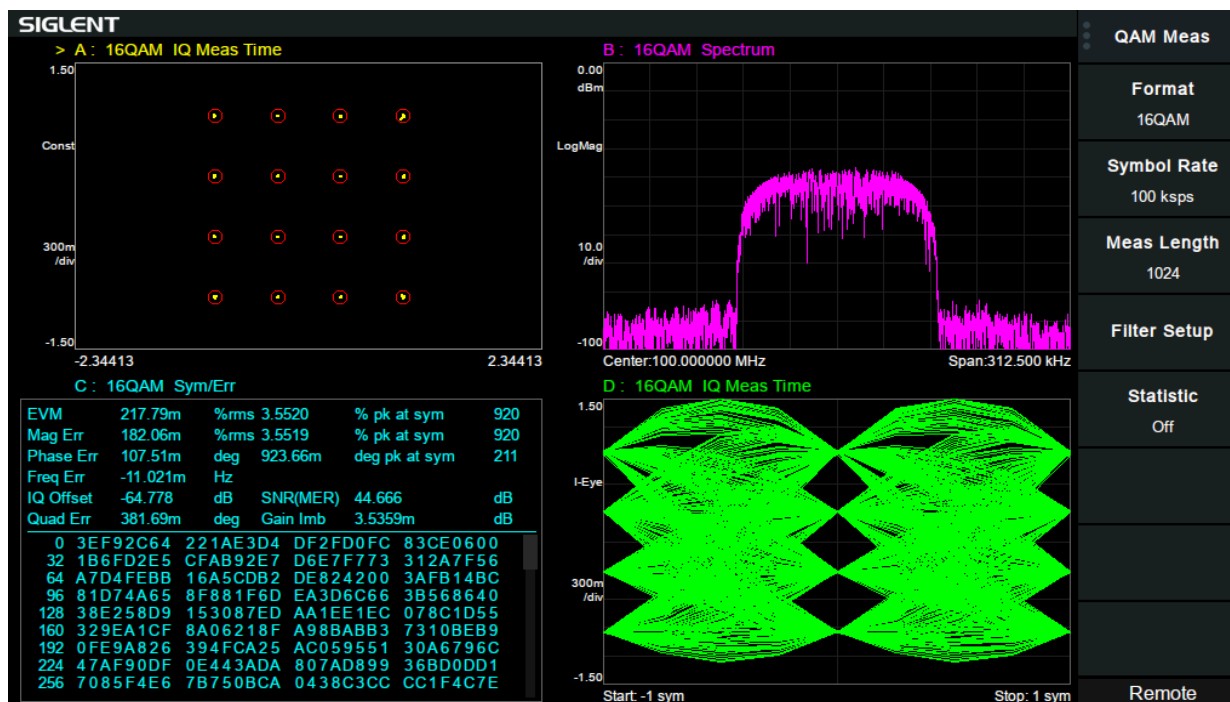 SIGLENT
> A : 16QAM IQ Meas Time
1.50
Const
300m
/div
-1.50
-2.34413 2.34413
B : 16QAM Spectrum
0.00
dBm
LogMag
10.0
/div
-100
Center:100.000000 MHz Span:312.500 kHz
C : 16QAM Sym/Err
EVM 217.79m %rms 3.5520 % pk at sym 920
Mag Err 182.06m %rms 3.5519 % pk at sym 920
Phase Err 107.51m deg 923.66m deg pk at sym 211
Freq Err -11.021m Hz
IQ Offset -64.778 dB SNR(MER) 44.666 dB
Quad Err 381.69m deg Gain Imb 3.5359m dB
0 3EF92C64 221AE3D4 DF2FD0FC 83CE0600
32 1B6FD2E5 CFAB92E7 D6E7F773 312A7F56
64 A7D4FEBB 16A5CDB2 DE824200 3AFB14BC
96 81D74A65 8F881F6D EA3D6C66 3B568640
128 38E258D9 153087ED AA1EE1EC 078C1D55
160 329EA1CF 8A06218F A98BABB3 7310BEB9
192 0FE9A826 394FCA25 AC059551 30A6796C
224 47AF90DF 0E443ADA 807AD899 36BD0DD1
256 7085F4E6 7B750BCA 0438C3CC CC1F4C7E
D : 16QAM IQ Meas Time
1.50
I-Eye
300m
/div
-1.50
Start: -1 sym Stop: 1 sym
QAM Meas
Format
16QAM
Symbol Rate
100 ksps
Meas Length
1024
Filter Setup
Statistic
Off
Remote